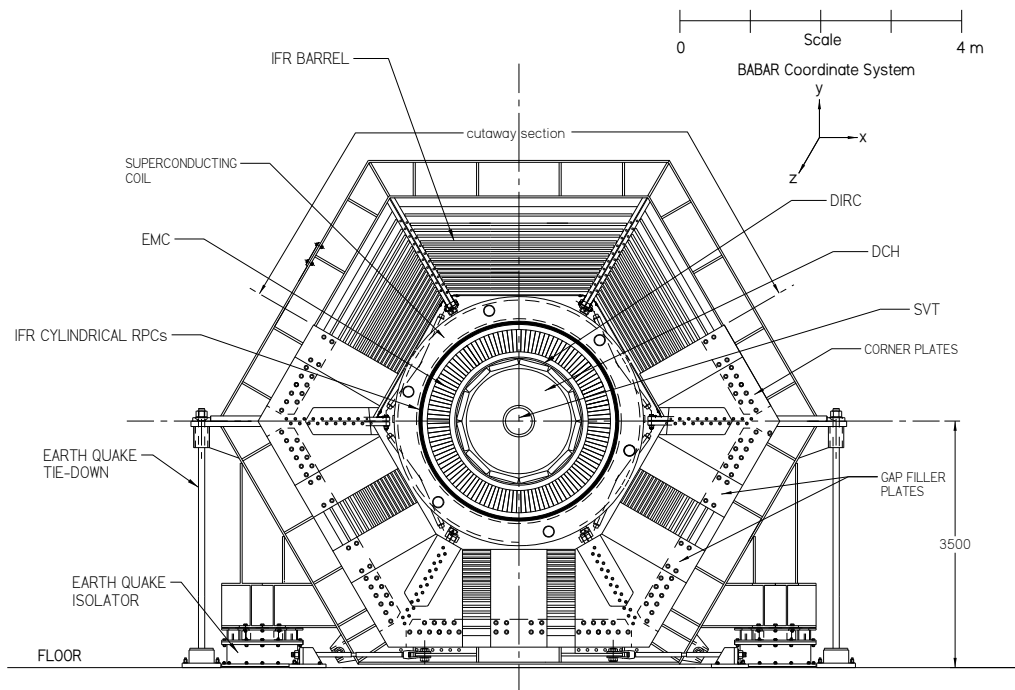 0
Scale
4 m
BABAR Coordinate System
y
x
z
IFR BARREL
cutaway section
SUPERCONDUCTING
COIL
DIRC
EMC
DCH
SVT
IFR CYLINDRICAL RPCs
CORNER PLATES
EARTH QUAKE
TIE-DOWN
GAP FILLER
PLATES
3500
EARTH QUAKE
ISOLATOR
FLOOR